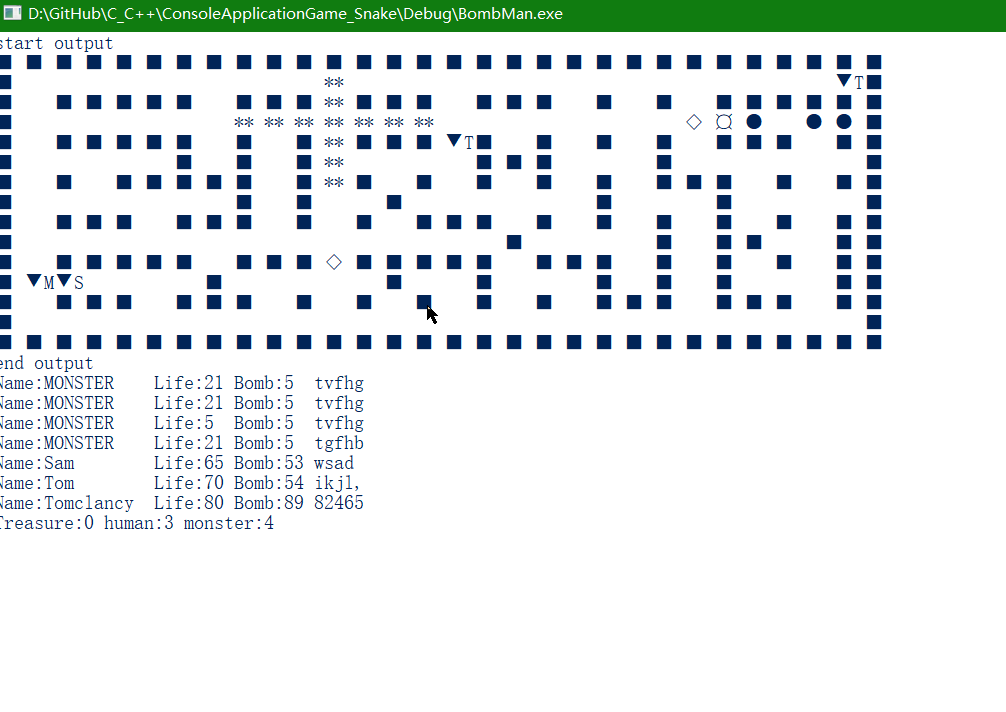 D:\GitHub\C_C++\ConsoleApplicationGame_Snake\Debug\BombMan.exe
start output
■ ■ ■ ■ ■ ■ ■ ■ ■ ■ ■ ■ ■ ■ ■ ■ ■ ■ ■ ■ ■ ■ ■ ■ ■ ■ ■ ■ ■ ■
■ ** ▼T■
■ ■ ■ ■ ■ ■ ■ ■ ■ ** ■ ■ ■ ■ ■ ■ ■ ■ ■ ■ ■ ■ ■ ■
■ ** ** ** ** ** ** ** ◇ ¤ ● ● ● ■
■ ■ ■ ■ ■ ■ ■ ■ ** ■ ■ ■ ▼T■ ■ ■ ■ ■ ■ ■ ■ ■
■ ■ ■ ■ ** ■ ■ ■ ■ ■
■ ■ ■ ■ ■ ■ ■ ■ ** ■ ■ ■ ■ ■ ■ ■ ■ ■ ■ ■
■ ■ ■ ■ ■ ■ ■
■ ■ ■ ■ ■ ■ ■ ■ ■ ■ ■ ■ ■ ■ ■ ■ ■ ■ ■
■ ■ ■ ■ ■ ■ ■
■ ■ ■ ■ ■ ■ ■ ■ ■ ◇ ■ ■ ■ ■ ■ ■ ■ ■ ■ ■ ■ ■ ■
■ ▼M▼S ■ ■ ■ ■ ■ ■ ■ ■
■ ■ ■ ■ ■ ■ ■ ■ ■ ■ ■ ■ ■ ■ ■ ■ ■ ■ ■ ■
■ ■
■ ■ ■ ■ ■ ■ ■ ■ ■ ■ ■ ■ ■ ■ ■ ■ ■ ■ ■ ■ ■ ■ ■ ■ ■ ■ ■ ■ ■ ■
end output
Name:MONSTER Life:21 Bomb:5 tvfhg
Name:MONSTER Life:21 Bomb:5 tvfhg
Name:MONSTER Life:5 Bomb:5 tvfhg
Name:MONSTER Life:21 Bomb:5 tgfhb
Name:Sam Life:65 Bomb:53 wsad
Name:Tom Life:70 Bomb:54 ikjl,
Name:Tomclancy Life:80 Bomb:89 82465
Treasure:0 human:3 monster:4